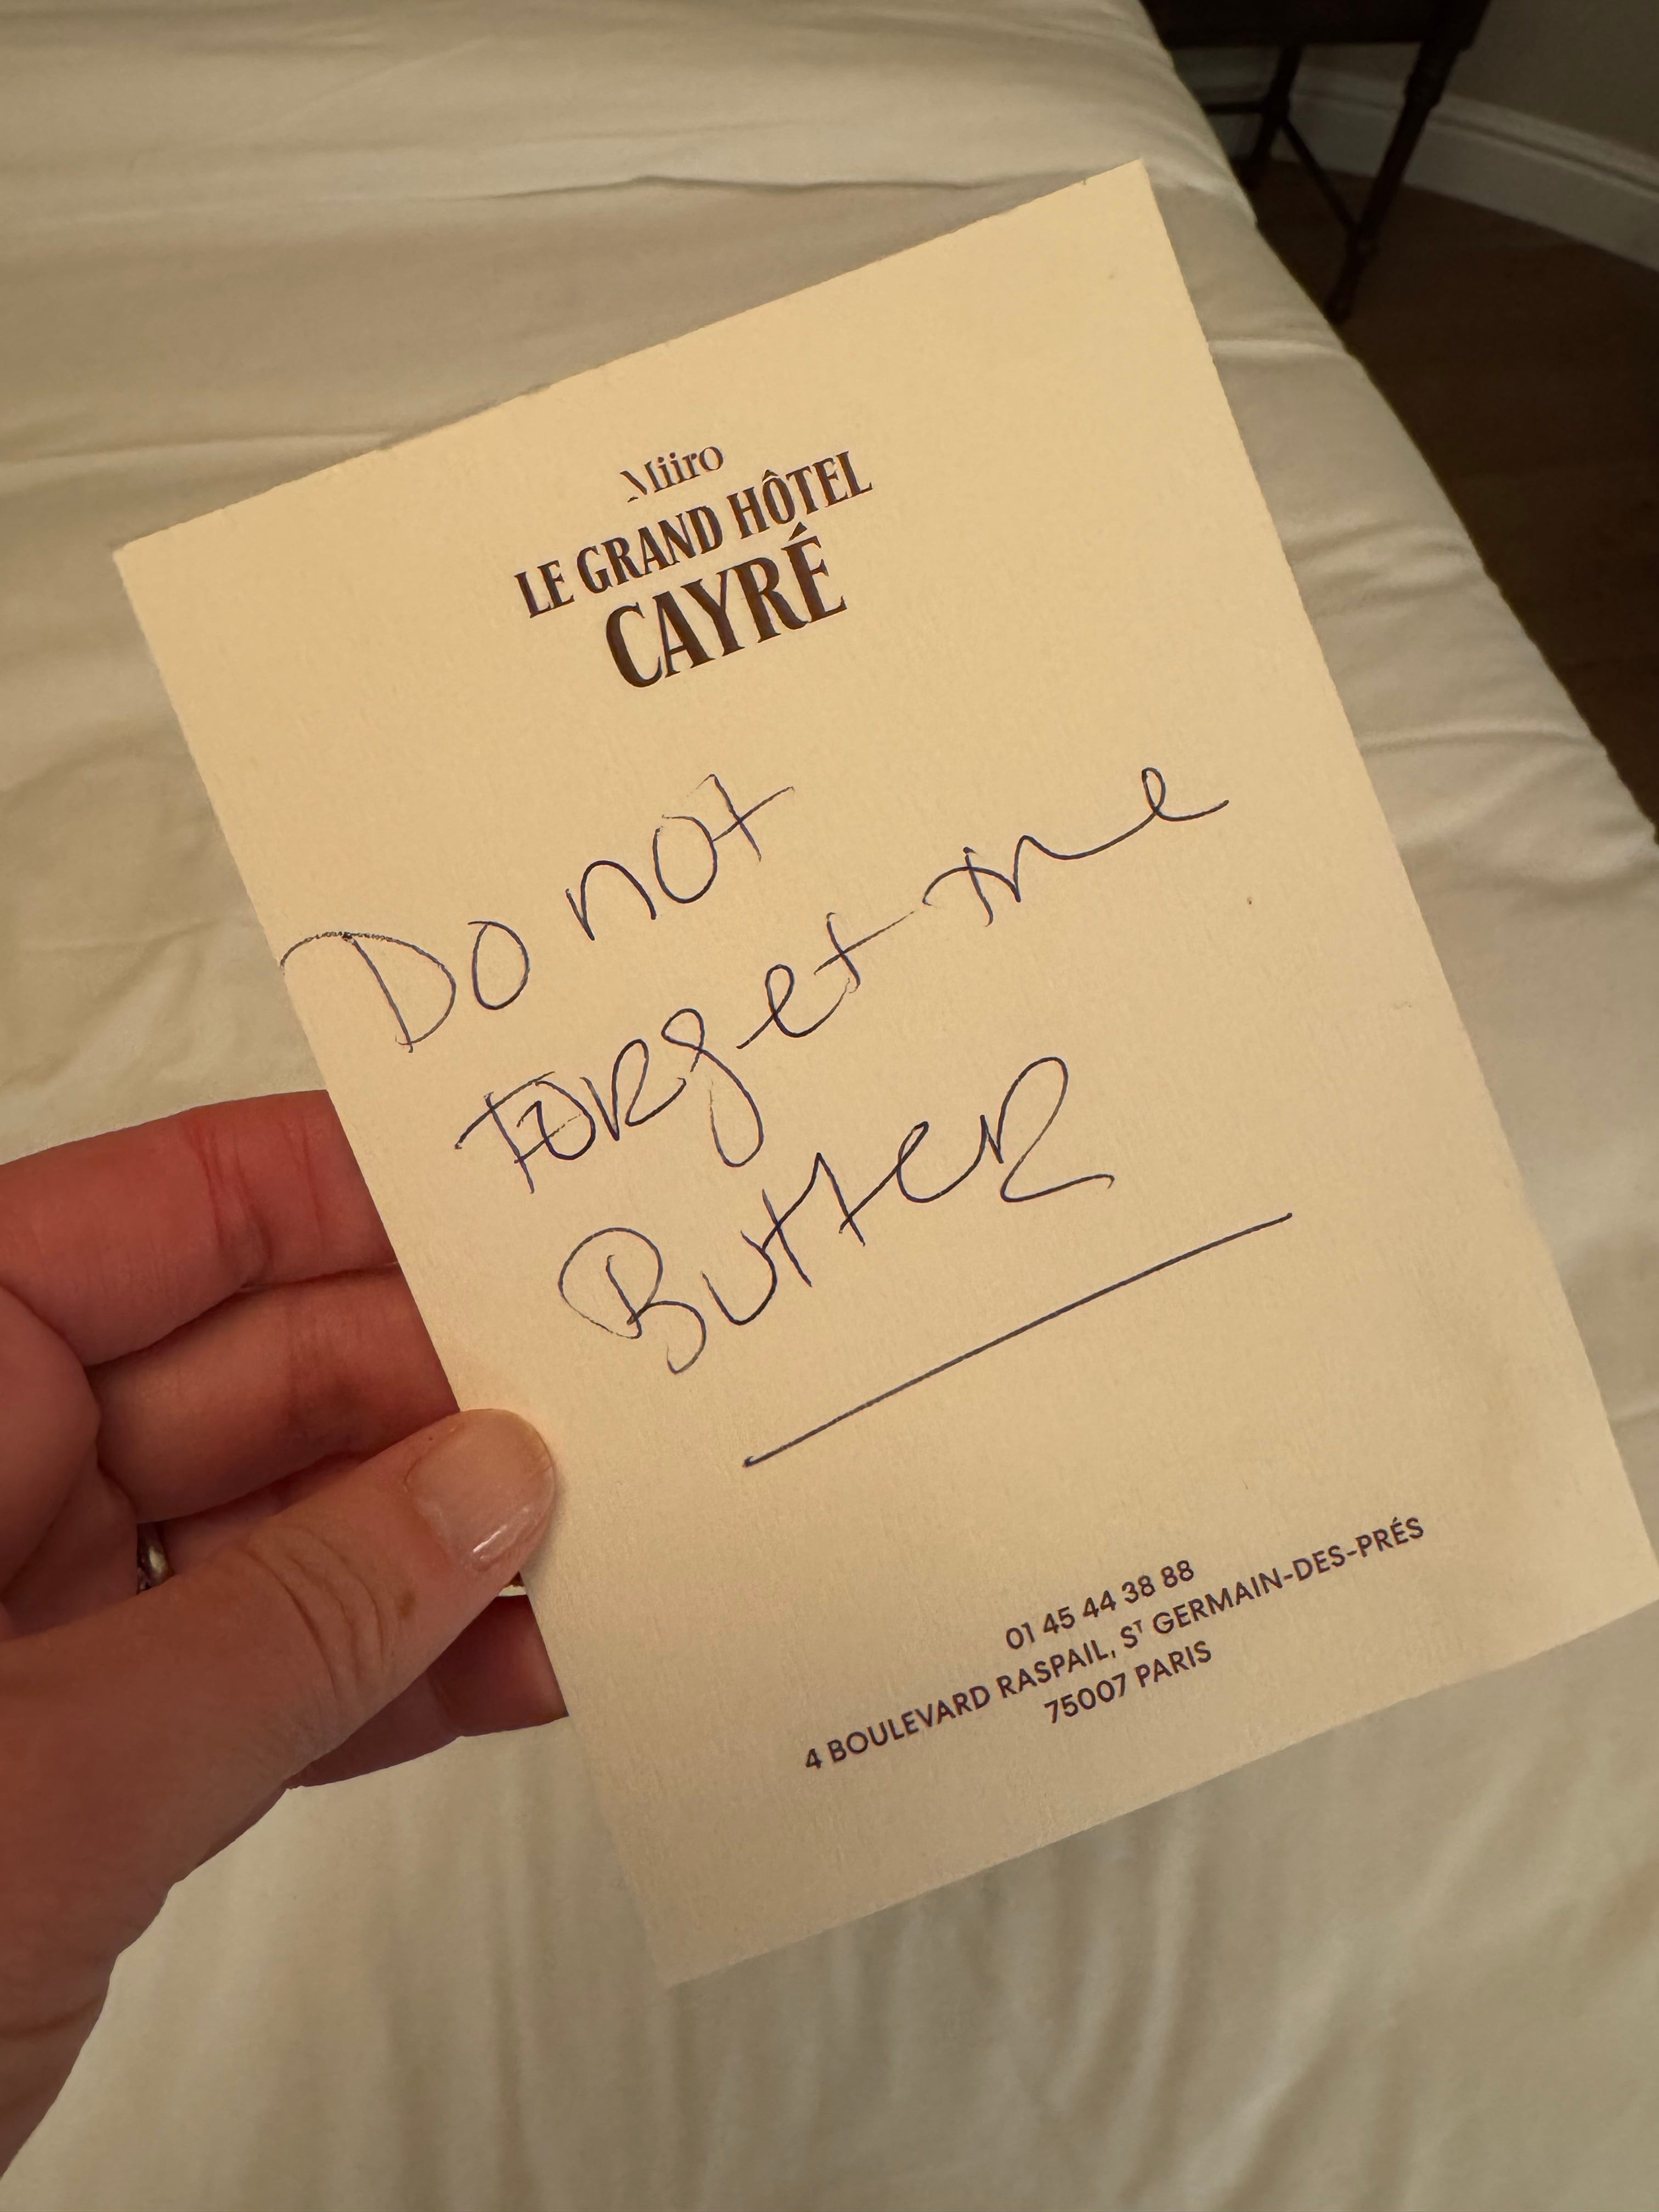 Miiro
LE GRAND HÔTEL
CAYRÉ
Do not
Forget the
Butter
01 45 44 38 88
4 BOULEVARD RASPAIL, Sᵀ GERMAIN-DES-PRÉS
75007 PARIS